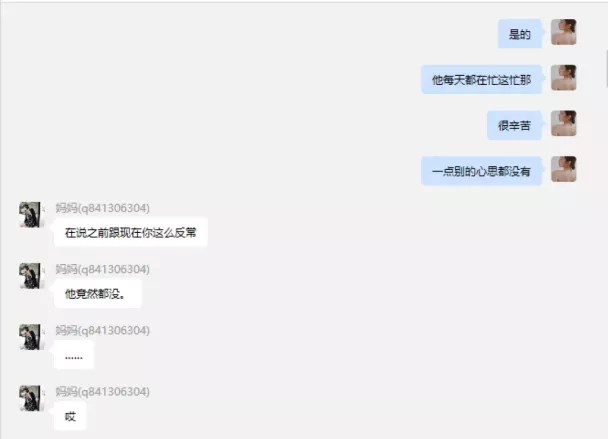 是的
他每天都在忙这忙那
很辛苦
一点别的心思都没有
妈妈(q841306304)
在说之前跟现在你这么反常
妈妈(q841306304)
他竟然都没。
妈妈(q841306304)
......
妈妈(q841306304)
哎